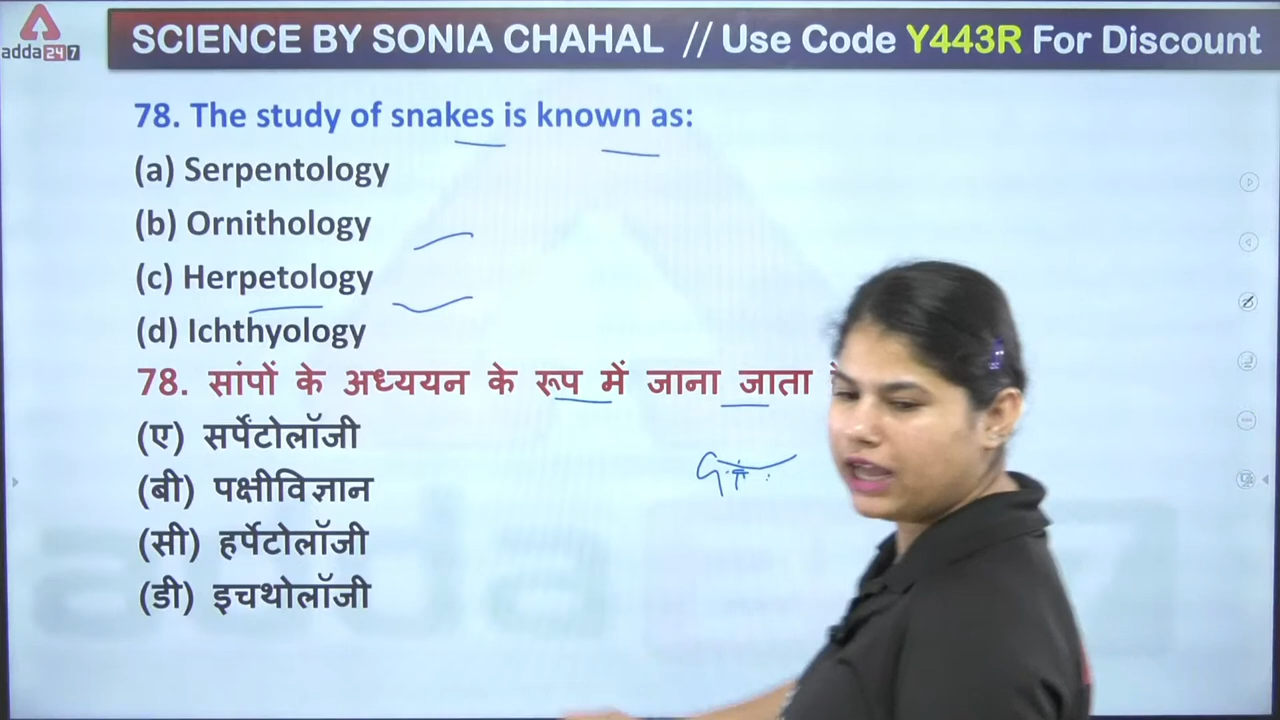 adda247
SCIENCE BY SONIA CHAHAL // Use Code Y443R For Discount
78. The study of snakes is known as:
(a) Serpentology
(b) Ornithology
(c) Herpetology
(d) Ichthyology
78. सांपों के अध्ययन के रूप में जाना जाता
(ए) सर्पेंटोलॉजी
(बी) पक्षीविज्ञान
(सी) हर्पेटोलॉजी
(डी) इचथोलॉजी